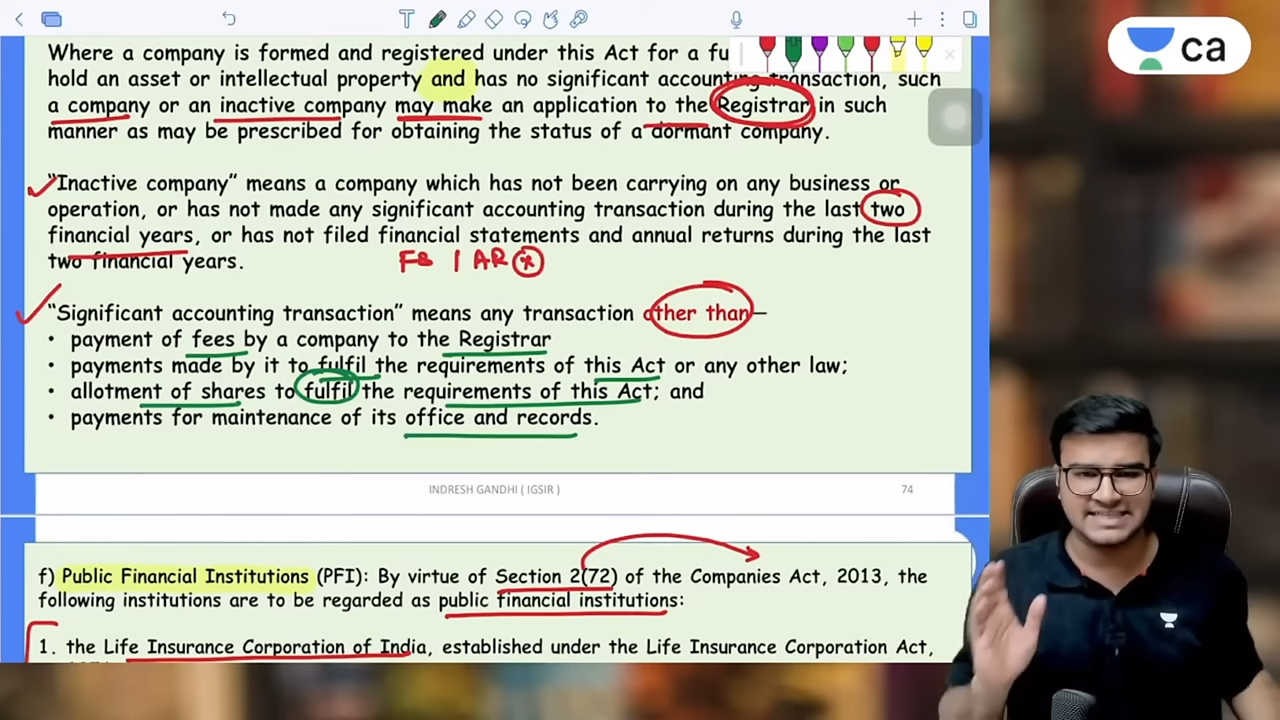 ca
Where a company is formed and registered under this Act for a fu
hold an asset or intellectual property and has no significant accounting transaction, such
a company or an inactive company may make an application to the Registrar in such
manner as may be prescribed for obtaining the status of a dormant company.
"Inactive company" means a company which has not been carrying on any business or
operation, or has not made any significant accounting transaction during the last two
financial years, or has not filed financial statements and annual returns during the last
two financial years.
FS | AR *
"Significant accounting transaction" means any transaction other than—
• payment of fees by a company to the Registrar
• payments made by it to fulfil the requirements of this Act or any other law;
• allotment of shares to fulfil the requirements of this Act; and
• payments for maintenance of its office and records.
INDRESH GANDHI ( IGSIR )
74
f) Public Financial Institutions (PFI): By virtue of Section 2(72) of the Companies Act, 2013, the
following institutions are to be regarded as public financial institutions:
1. the Life Insurance Corporation of India, established under the Life Insurance Corporation Act,